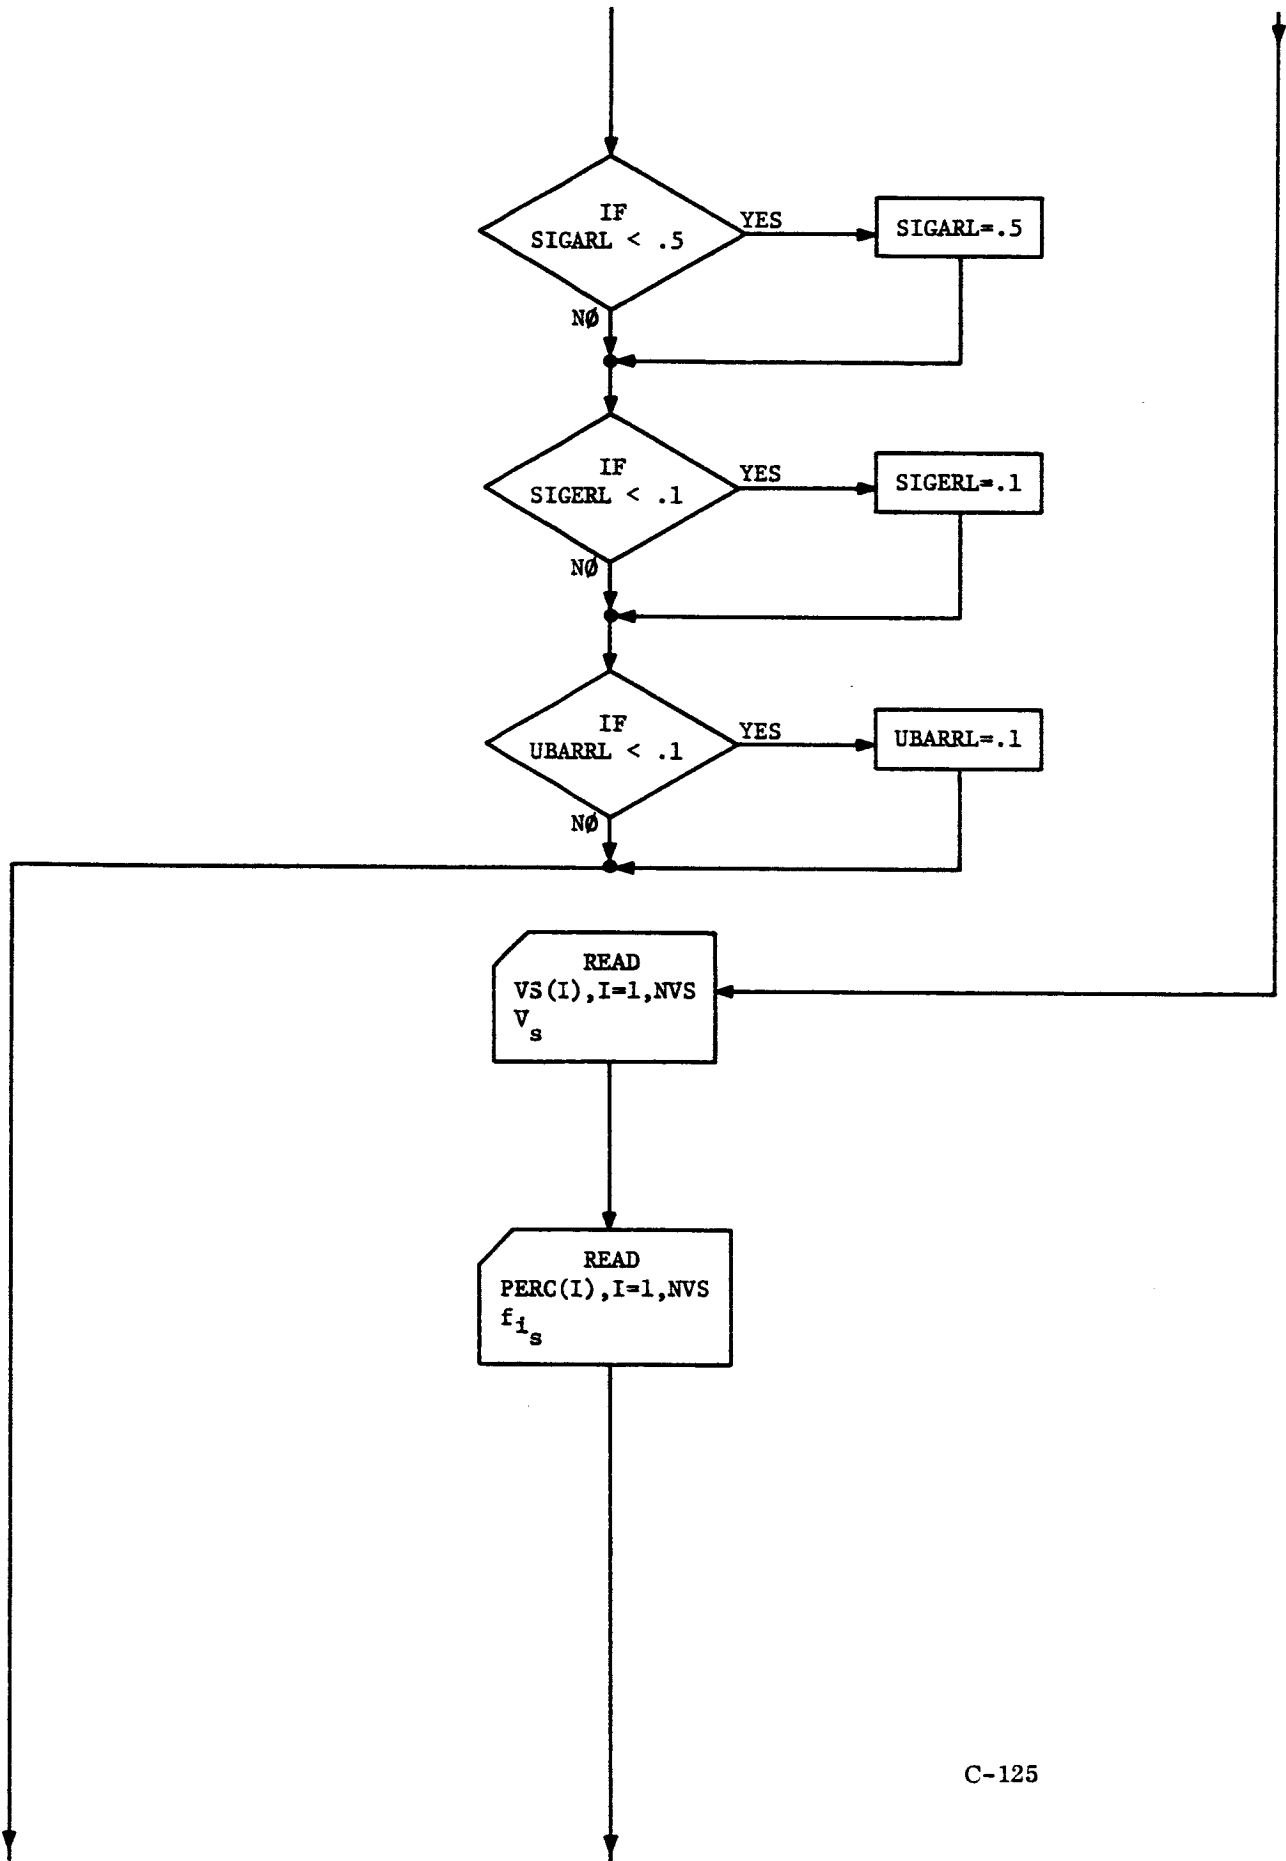 IF
SIGARL < .5
YES
SIGARL=.5
NØ
IF
SIGERL < .1
YES
SIGERL=.1
NØ
IF
UBARRL < .1
YES
UBARRL=.1
NØ
READ
VS(I),I=1,NVS
V_s
READ
PERC(I),I=1,NVS
f_i_s
C-125